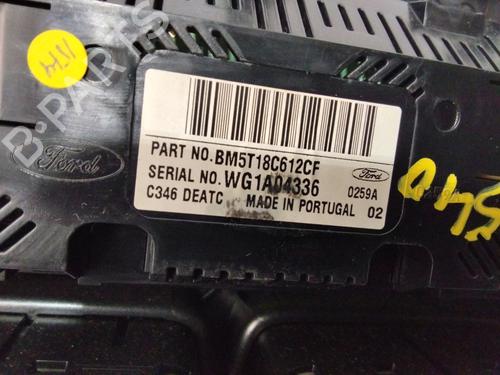 PART NO.BM5T18C612CF
SERIAL NO.WG1A04336
Ford
0259A
C346 DEATC MADE IN PORTUGAL 02
Ford
B-PARTS